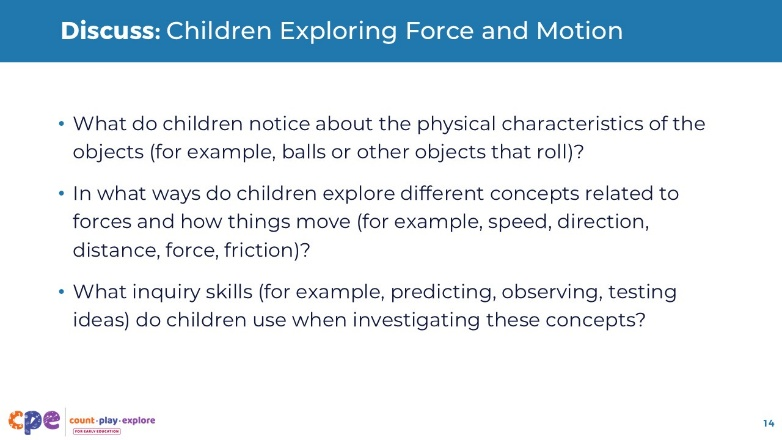 Discuss: Children Exploring Force and Motion
• What do children notice about the physical characteristics of the
objects (for example, balls or other objects that roll)?
• In what ways do children explore different concepts related to
forces and how things move (for example, speed, direction,
distance, force, friction)?
• What inquiry skills (for example, predicting, observing, testing
ideas) do children use when investigating these concepts?
cpe
count·play·explore
FOR EARLY EDUCATION
14